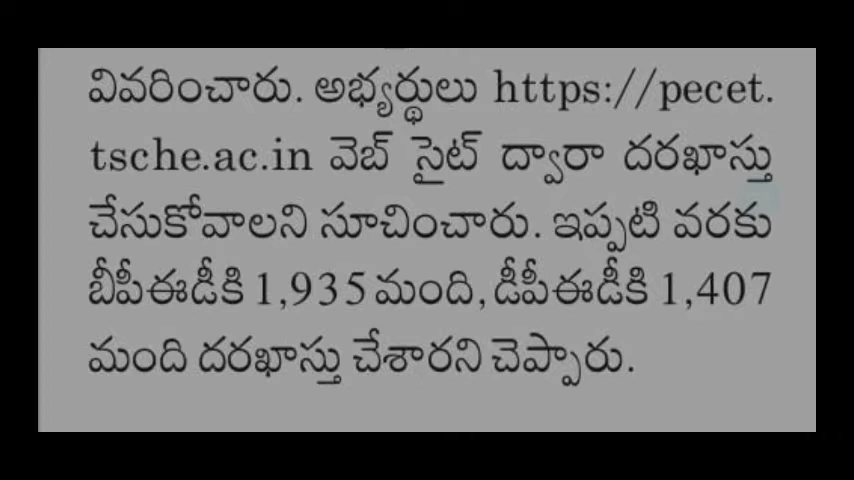 వివరించారు. అభ్యర్థులు https://pecet.
tsche.ac.in వెబ్ సైట్ ద్వారా దరఖాస్తు
చేసుకోవాలని సూచించారు. ఇప్పటి వరకు
బీపీఈడీకి 1,935 మంది, డీపీఈడీకి 1,407
మంది దరఖాస్తు చేశారని చెప్పారు.